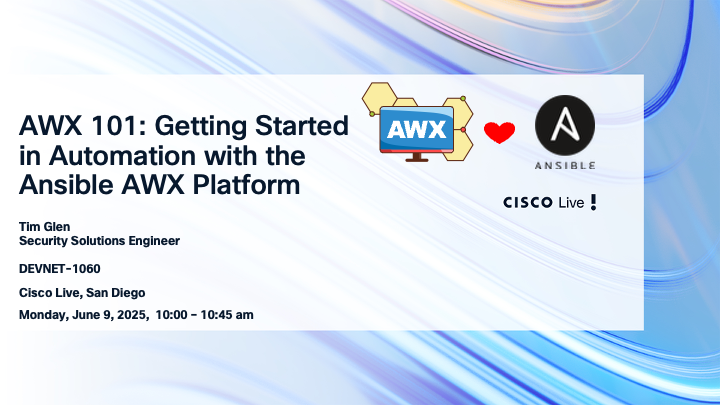 AWX 101: Getting Started
in Automation with the
Ansible AWX Platform
AWX
A
ANSIBLE
CISCO Live!
Tim Glen
Security Solutions Engineer
DEVNET-1060
Cisco Live, San Diego
Monday, June 9, 2025, 10:00 – 10:45 am